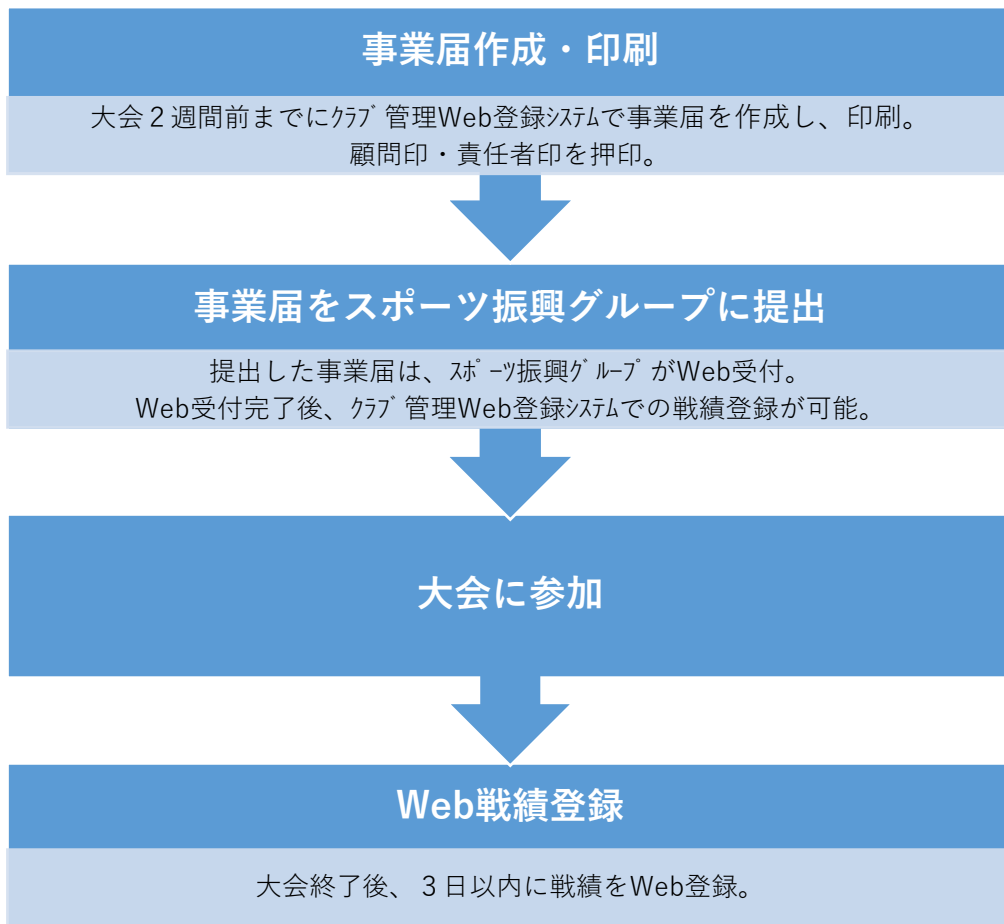 事業届作成・印刷
大会２週間前までにｸﾗﾌﾞ管理Web登録ｼｽﾃﾑで事業届を作成し、印刷。
顧問印・責任者印を押印。
事業届をスポーツ振興グループに提出
提出した事業届は、ｽﾎﾟｰﾂ振興ｸﾞﾙｰﾌﾟがWeb受付。
Web受付完了後、ｸﾗﾌﾞ管理Web登録ｼｽﾃﾑでの戦績登録が可能。
大会に参加
Web戦績登録
大会終了後、３日以内に戦績をWeb登録。